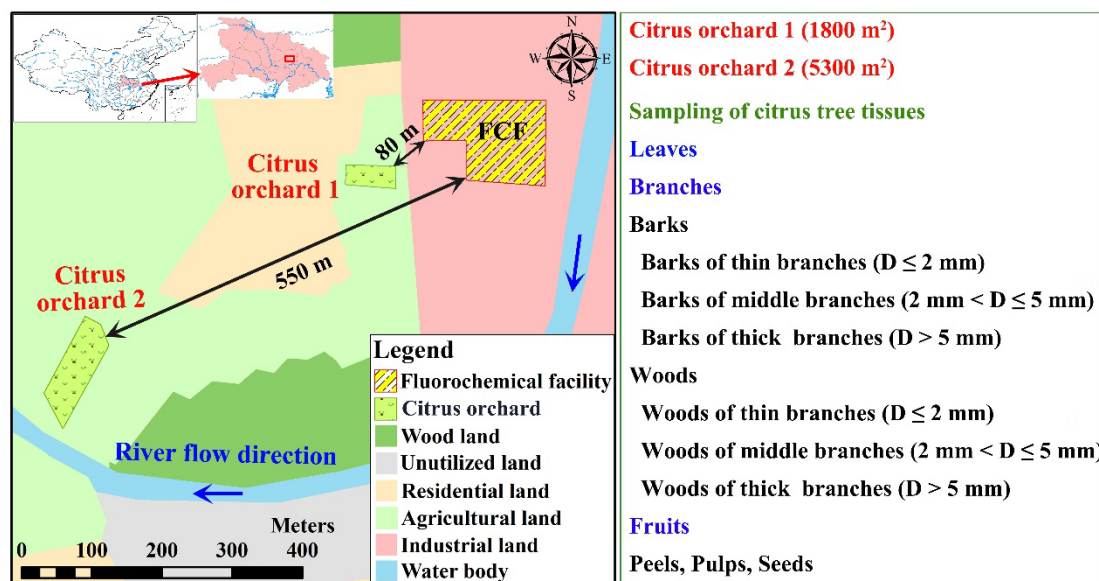 N
W
E
S
FCF
80 m
Citrus
orchard 1
550 m
Citrus
orchard 2
River flow direction
Legend
Fluorochemical facility
Citrus orchard
Wood land
Unutilized land
Residential land
Agricultural land
Industrial land
Water body
Meters
0 100 200 300 400
Citrus orchard 1 (1800 m²)
Citrus orchard 2 (5300 m²)
Sampling of citrus tree tissues
Leaves
Branches
Barks
Barks of thin branches (D ≤ 2 mm)
Barks of middle branches (2 mm < D ≤ 5 mm)
Barks of thick branches (D > 5 mm)
Woods
Woods of thin branches (D ≤ 2 mm)
Woods of middle branches (2 mm < D ≤ 5 mm)
Woods of thick branches (D > 5 mm)
Fruits
Peels, Pulps, Seeds